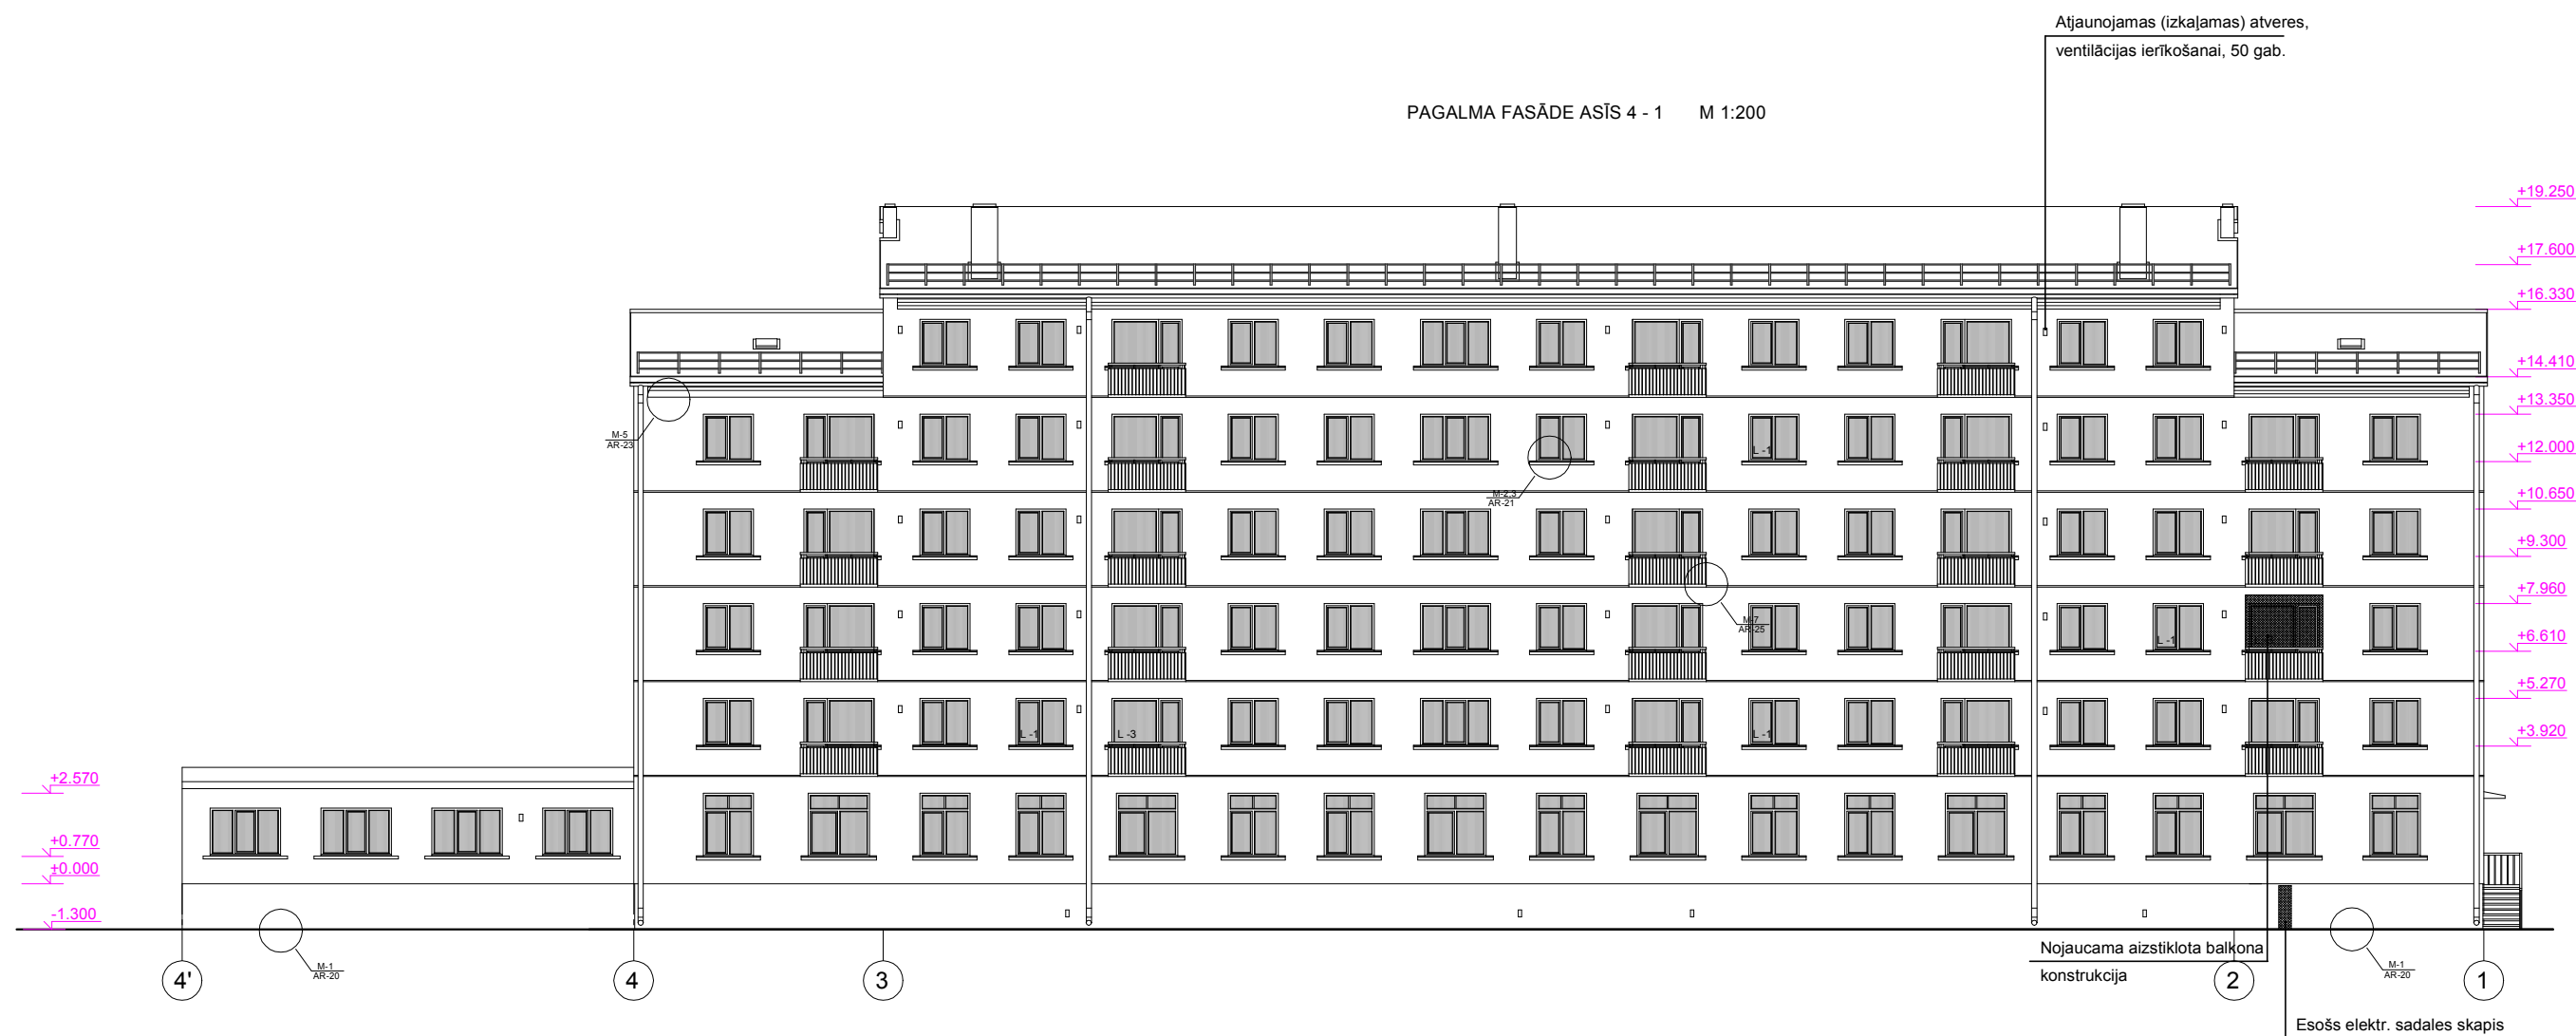 Atjaunojamas (izkaļamas) atveres,
ventilācijas ierīkošanai, 50 gab.
PAGALMA FASĀDE ASĪS 4 - 1 M 1:200
+19.250
+17.600
+16.330
+14.410
+13.350
+12.000
+10.650
+9.300
+7.960
+6.610
+5.270
+3.920
M-5
AR-23
L -1
M-2,3
AR-21
M-7
AR-25
L -1
L -1
L -3
L -1
+2.570
+0.770
+0.000
-1.300
M-1
AR-20
Nojaucama aizstiklota balkona
konstrukcija
M-1
AR-20
4'
4
3
2
1
Esošs elektr. sadales skapis